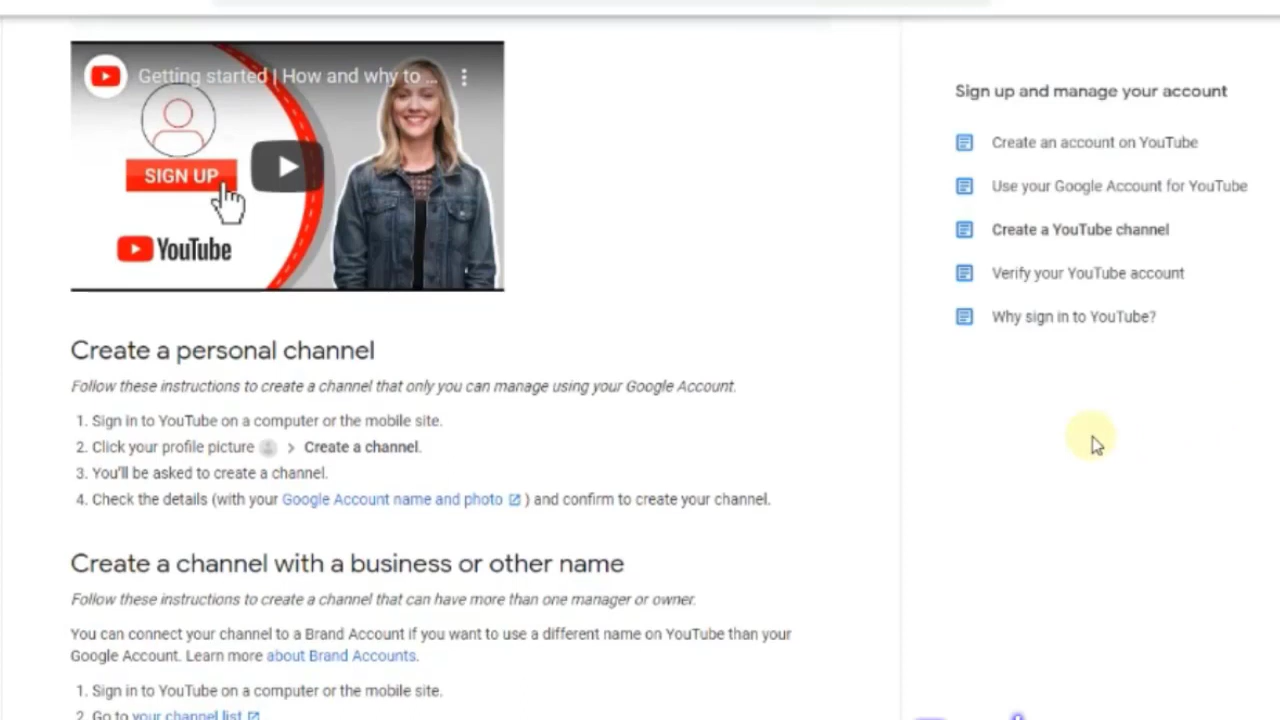 Getting started | How and why to ...
SIGN UP
YouTube
Create a personal channel
Follow these instructions to create a channel that only you can manage using your Google Account.
1. Sign in to YouTube on a computer or the mobile site.
2. Click your profile picture > Create a channel.
3. You'll be asked to create a channel.
4. Check the details (with your Google Account name and photo ) and confirm to create your channel.
Create a channel with a business or other name
Follow these instructions to create a channel that can have more than one manager or owner.
You can connect your channel to a Brand Account if you want to use a different name on YouTube than your
Google Account. Learn more about Brand Accounts.
1. Sign in to YouTube on a computer or the mobile site.
2. Go to your channel list
Sign up and manage your account
Create an account on YouTube
Use your Google Account for YouTube
Create a YouTube channel
Verify your YouTube account
Why sign in to YouTube?